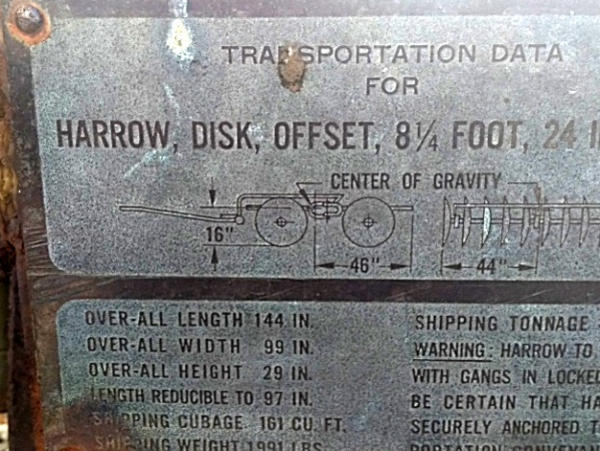 TRANSPORTATION DATA
FOR
HARROW, DISK, OFFSET, 8¼ FOOT, 24
CENTER OF GRAVITY
16"
46"
44"
OVER-ALL LENGTH 144 IN.
OVER-ALL WIDTH 99 IN.
OVER-ALL HEIGHT 29 IN.
LENGTH REDUCIBLE TO 97 IN.
SHIPPING CUBAGE 161 CU. FT.
SHIPPING WEIGHT 1991 LBS
SHIPPING TONNAGE
WARNING: HARROW TO
WITH GANGS IN LOCKED
BE CERTAIN THAT
SECURELY ANCHORED